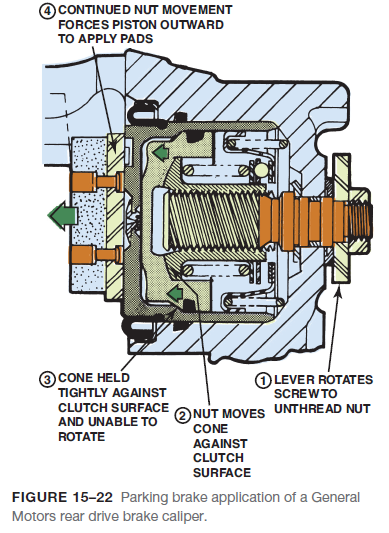 ④ CONTINUED NUT MOVEMENT
FORCES PISTON OUTWARD
TO APPLY PADS
③ CONE HELD
TIGHTLY AGAINST
CLUTCH SURFACE
AND UNABLE TO
ROTATE
② NUT MOVES
CONE
AGAINST
CLUTCH
SURFACE
① LEVER ROTATES
SCREW TO
UNTHREAD NUT
FIGURE 15–22 Parking brake application of a General
Motors rear drive brake caliper.